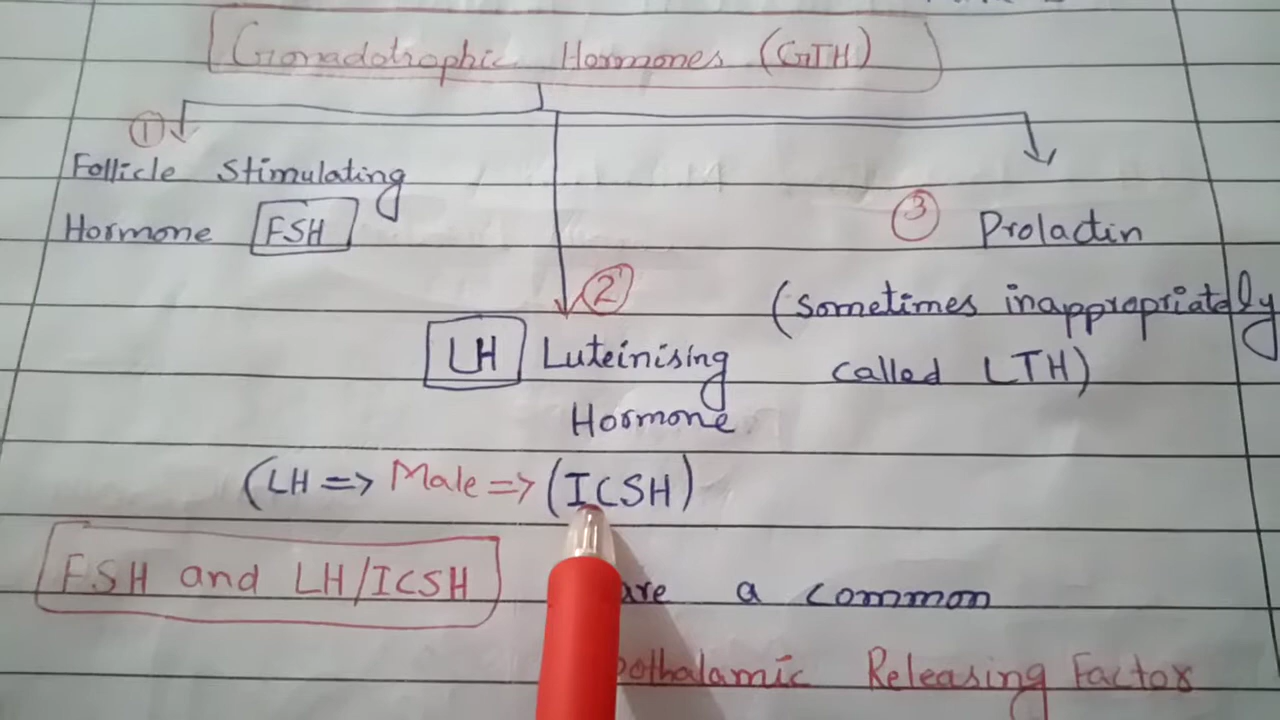 Gonadotrophic Hormones (GTH)
①
Follicle Stimulating
Hormone FSH
③ Prolactin
(Sometimes inappropriately
called LTH)
②
LH Luteinising
Hormone
(LH => Male => (ICSH)
FSH and LH/ICSH a common
Releasing Factor